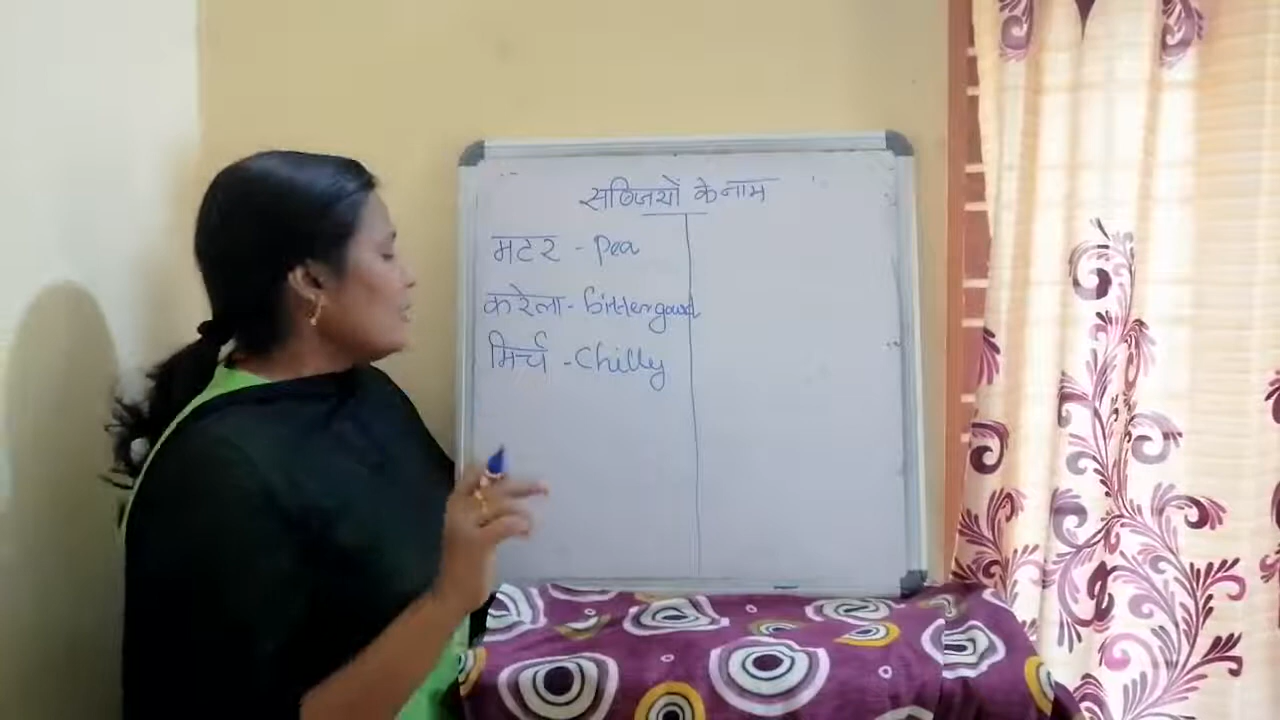 सब्जियों के नाम
मटर - Pea
करेला - bittergourd
मिर्च - Chilly